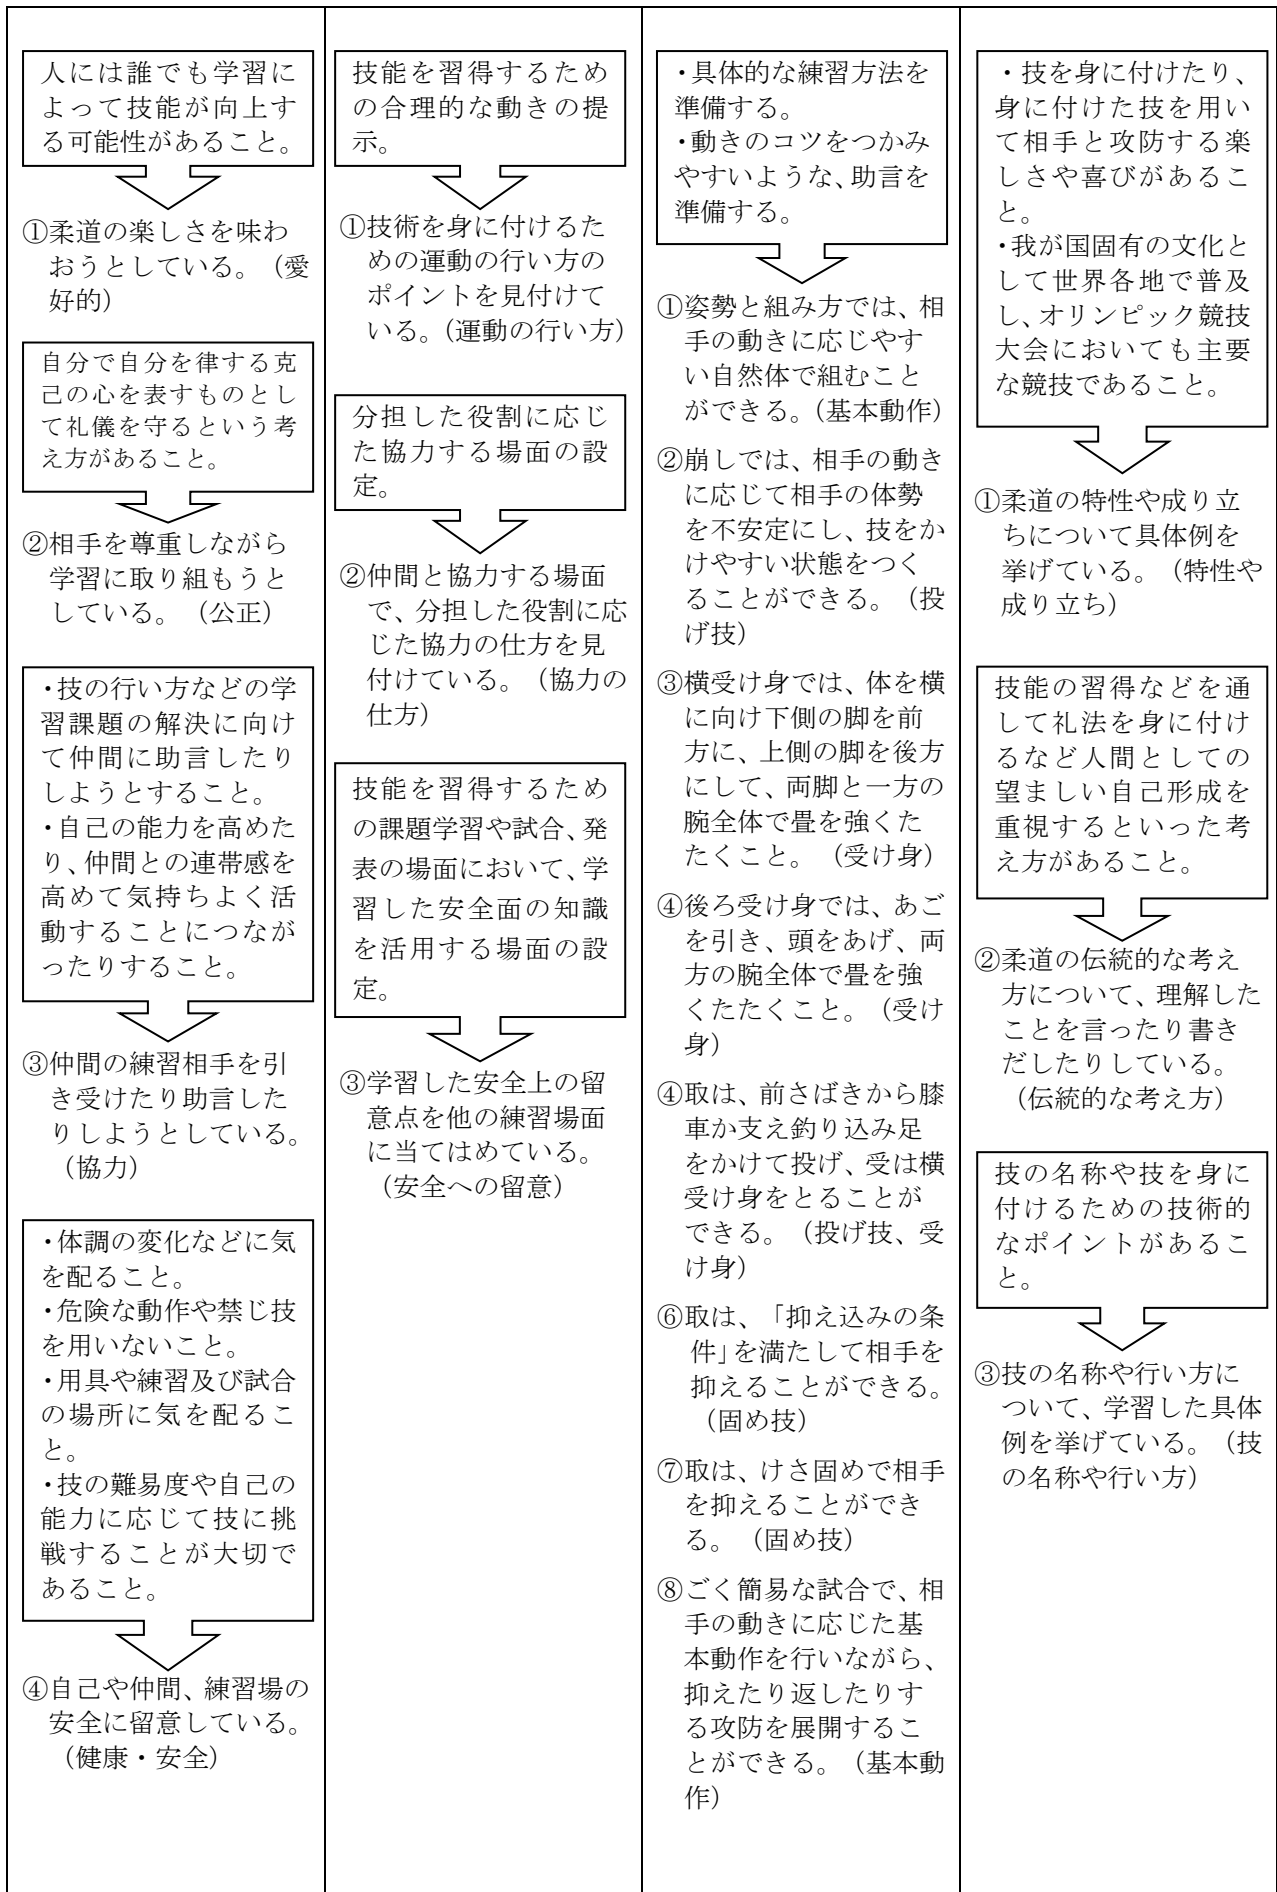 人には誰でも学習に
よって技能が向上す
る可能性があること。
①柔道の楽しさを味わ
おうとしている。(愛
好的)
自分で自分を律する克
己の心を表すものとし
て礼儀を守るという考
え方があること。
②相手を尊重しながら
学習に取り組もうと
している。(公正)
・技の行い方などの学
習課題の解決に向け
て仲間に助言したり
しようとすること。
・自己の能力を高めた
り、仲間との連帯感を
高めて気持ちよく活
動することにつなが
ったりすること。
③仲間の練習相手を引
き受けたり助言した
りしようとしている。
(協力)
・体調の変化などに気
を配ること。
・危険な動作や禁じ技
を用いないこと。
・用具や練習及び試合
の場所に気を配るこ
と。
・技の難易度や自己の
能力に応じて技に挑
戦することが大切で
あること。
④自己や仲間、練習場の
安全に留意している。
(健康・安全)
技能を習得するため
の合理的な動きの提
示。
①技術を身に付けるた
めの運動の行い方の
ポイントを見付けて
いる。(運動の行い方)
分担した役割に応じ
た協力する場面の設
定。
②仲間と協力する場面
で、分担した役割に応
じた協力の仕方を見
付けている。(協力の
仕方)
技能を習得するため
の課題学習や試合、発
表の場面において、学
習した安全面の知識
を活用する場面の設
定。
③学習した安全上の留
意点を他の練習場面
に当てはめている。
(安全への留意)
・具体的な練習方法を
準備する。
・動きのコツをつかみ
やすいような、助言を
準備する。
①姿勢と組み方では、相
手の動きに応じやす
い自然体で組むこと
ができる。(基本動作)
②崩しでは、相手の動き
に応じて相手の体勢
を不安定にし、技をか
けやすい状態をつく
ることができる。(投
げ技)
③横受け身では、体を横
に向け下側の脚を前
方に、上側の脚を後方
にして、両脚と一方の
腕全体で畳を強くた
たくこと。(受け身)
④後ろ受け身では、あご
を引き、頭をあげ、両
方の腕全体で畳を強
くたたくこと。(受け
身)
④取は、前さばきから膝
車か支え釣り込み足
をかけて投げ、受は横
受け身をとることが
できる。(投げ技、受
け身)
⑥取は、「抑え込みの条
件」を満たして相手を
抑えることができる。
(固め技)
⑦取は、けさ固めで相手
を抑えることができ
る。(固め技)
⑧ごく簡易な試合で、相
手の動きに応じた基
本動作を行いながら、
抑えたり返したりす
る攻防を展開するこ
とができる。(基本動
作)
・技を身に付けたり、
身に付けた技を用い
て相手と攻防する楽
しさや喜びがあるこ
と。
・我が国固有の文化と
して世界各地で普及
し、オリンピック競技
大会においても主要
な競技であること。
①柔道の特性や成り立
ちについて具体例を
挙げている。(特性や
成り立ち)
技能の習得などを通
して礼法を身に付け
るなど人間としての
望ましい自己形成を
重視するといった考
え方があること。
②柔道の伝統的な考え
方について、理解した
ことを言ったり書き
だしたりしている。
(伝統的な考え方)
技の名称や技を身に
付けるための技術的
なポイントがあるこ
と。
③技の名称や行い方に
ついて、学習した具体
例を挙げている。(技
の名称や行い方)